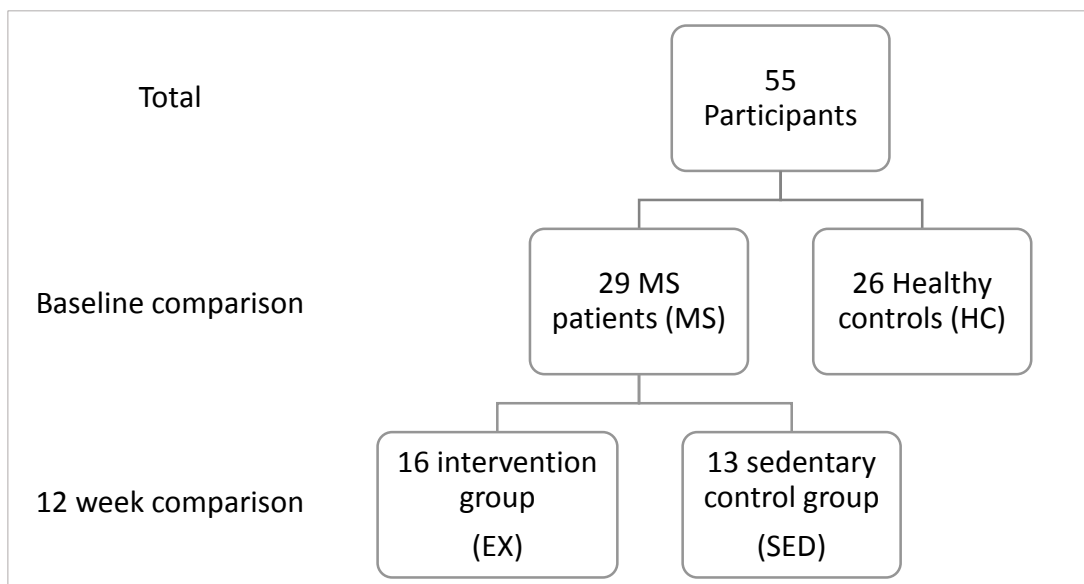 Total
55
Participants
Baseline comparison
29 MS
patients (MS)
26 Healthy
controls (HC)
12 week comparison
16 intervention
group
(EX)
13 sedentary
control group
(SED)